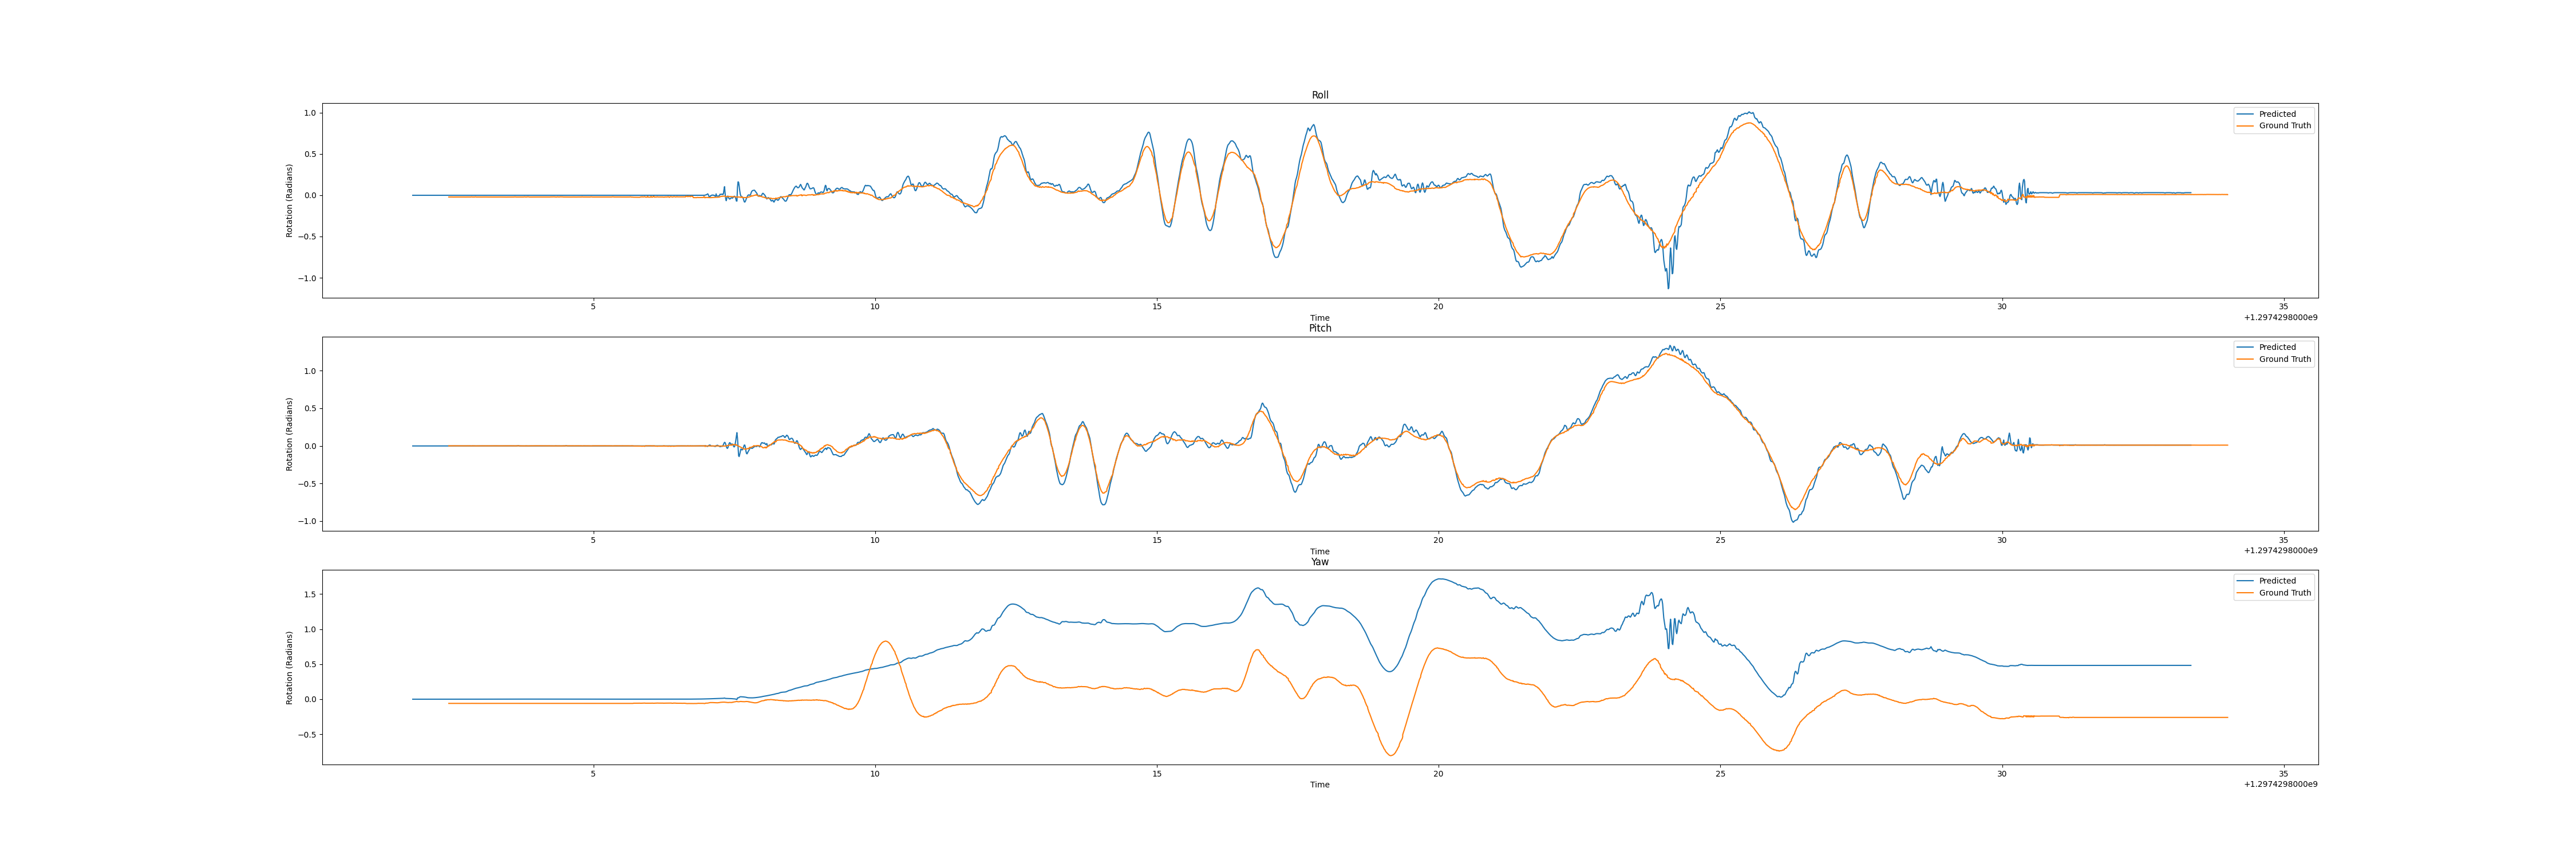 Roll
1.0
0.5
0.0
−0.5
−1.0
Rotation (Radians)
Predicted
Ground Truth
5 10 15 20 25 30 35
Time
+1.2974298000e9
Pitch
1.0
0.5
0.0
−0.5
−1.0
Rotation (Radians)
Predicted
Ground Truth
5 10 15 20 25 30 35
Time
+1.2974298000e9
Yaw
1.5
1.0
0.5
0.0
−0.5
Rotation (Radians)
Predicted
Ground Truth
5 10 15 20 25 30 35
Time
+1.2974298000e9